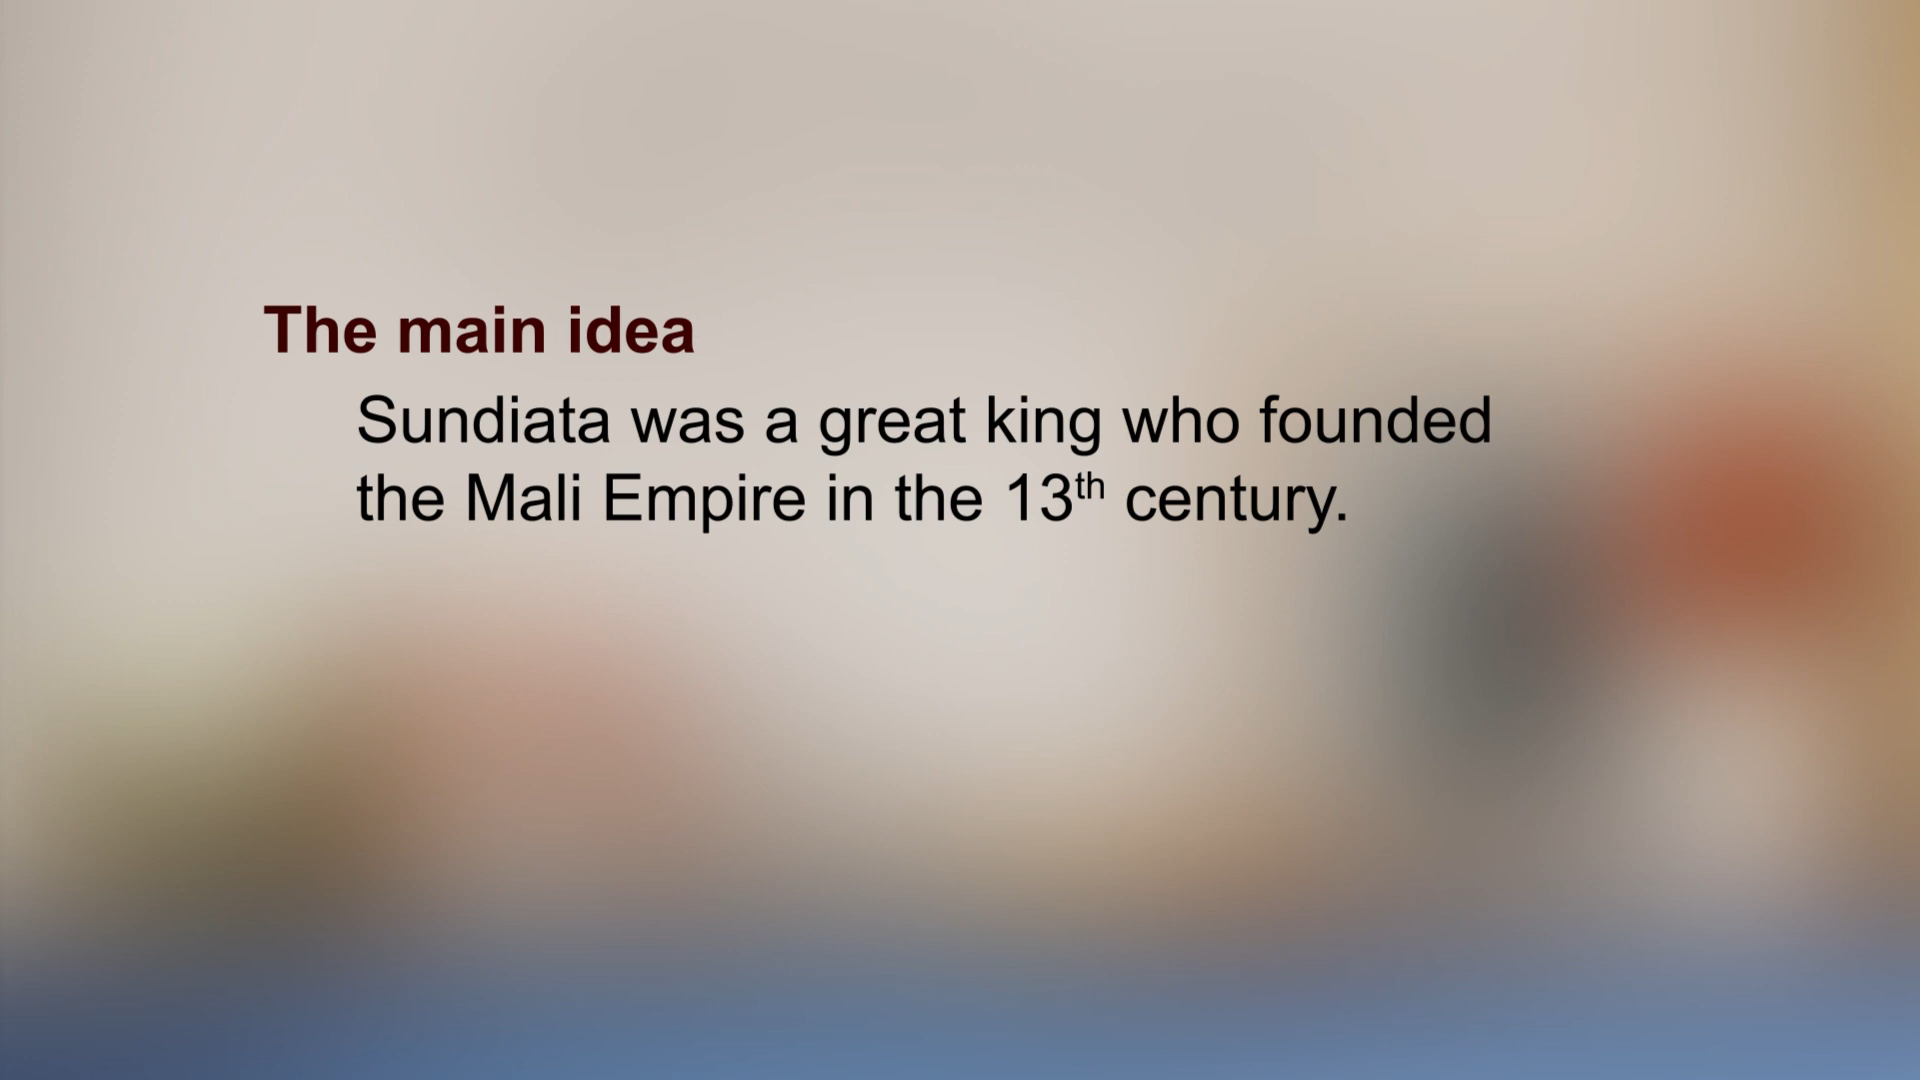 The main idea
Sundiata was a great king who founded
the Mali Empire in the 13th century.